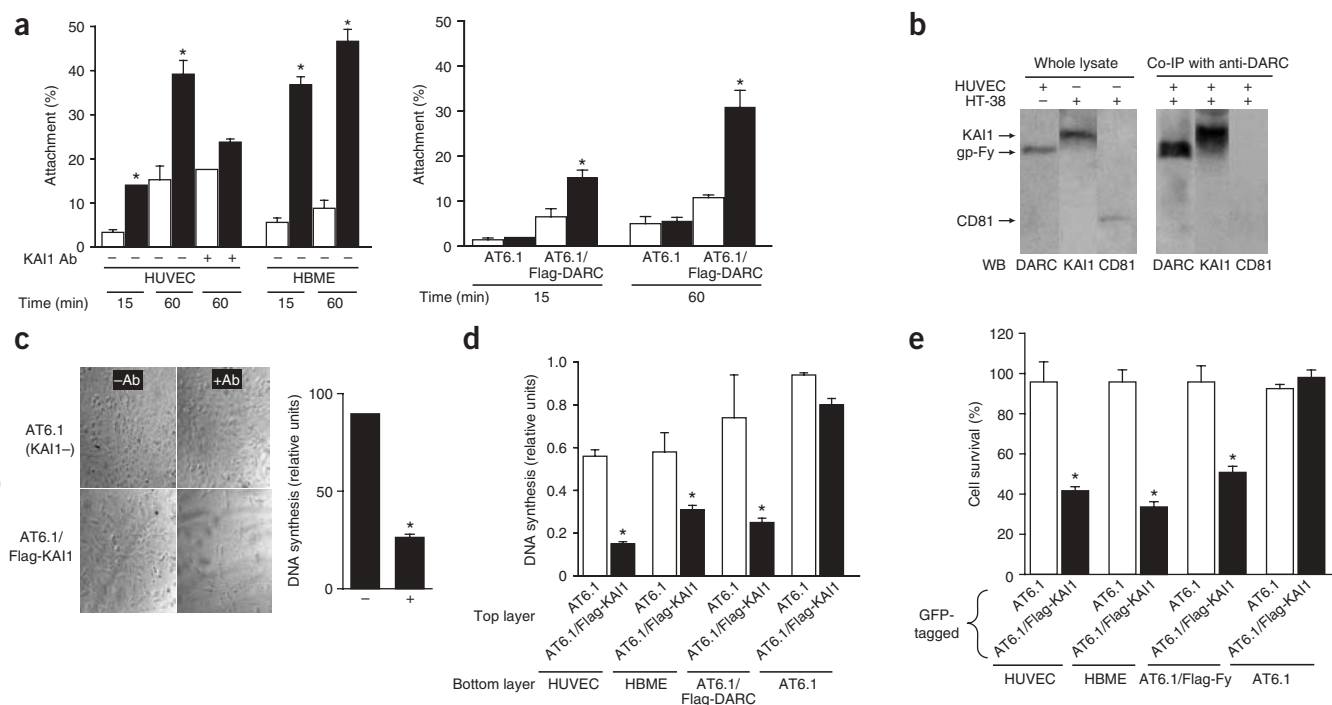 a
50
40
30
20
10
0
Attachment (%)
* * * *
KAI1 Ab – – – – + + – – – –
HUVEC HBME
Time (min) 15 60 60 15 60
50
40
30
20
10
0
Attachment (%)
* *
AT6.1 AT6.1/ AT6.1 AT6.1/
Flag-DARC Flag-DARC
Time (min) 15 60
b
Whole lysate Co-IP with anti-DARC
HUVEC + – – + + +
HT-38 – + + + + +
KAI1
gp-Fy
CD81
WB DARC KAI1 CD81 DARC KAI1 CD81
c
–Ab +Ab
AT6.1
(KAI1–)
AT6.1/
Flag-KAI1
100
50
0
DNA synthesis (relative units)
*
– +
d
1.0
0.8
0.6
0.4
0.2
0
DNA synthesis (relative units)
* * *
Top layer
AT6.1
AT6.1/Flag-KAI1
AT6.1
AT6.1/Flag-KAI1
AT6.1
AT6.1/Flag-KAI1
AT6.1
AT6.1/Flag-KAI1
Bottom layer HUVEC HBME AT6.1/ AT6.1
Flag-DARC
e
120
100
80
60
40
20
0
Cell survival (%)
* * *
GFP-
tagged
AT6.1
AT6.1/Flag-KAI1
AT6.1
AT6.1/Flag-KAI1
AT6.1
AT6.1/Flag-KAI1
AT6.1
AT6.1/Flag-KAI1
HUVEC HBME AT6.1/Flag-Fy AT6.1